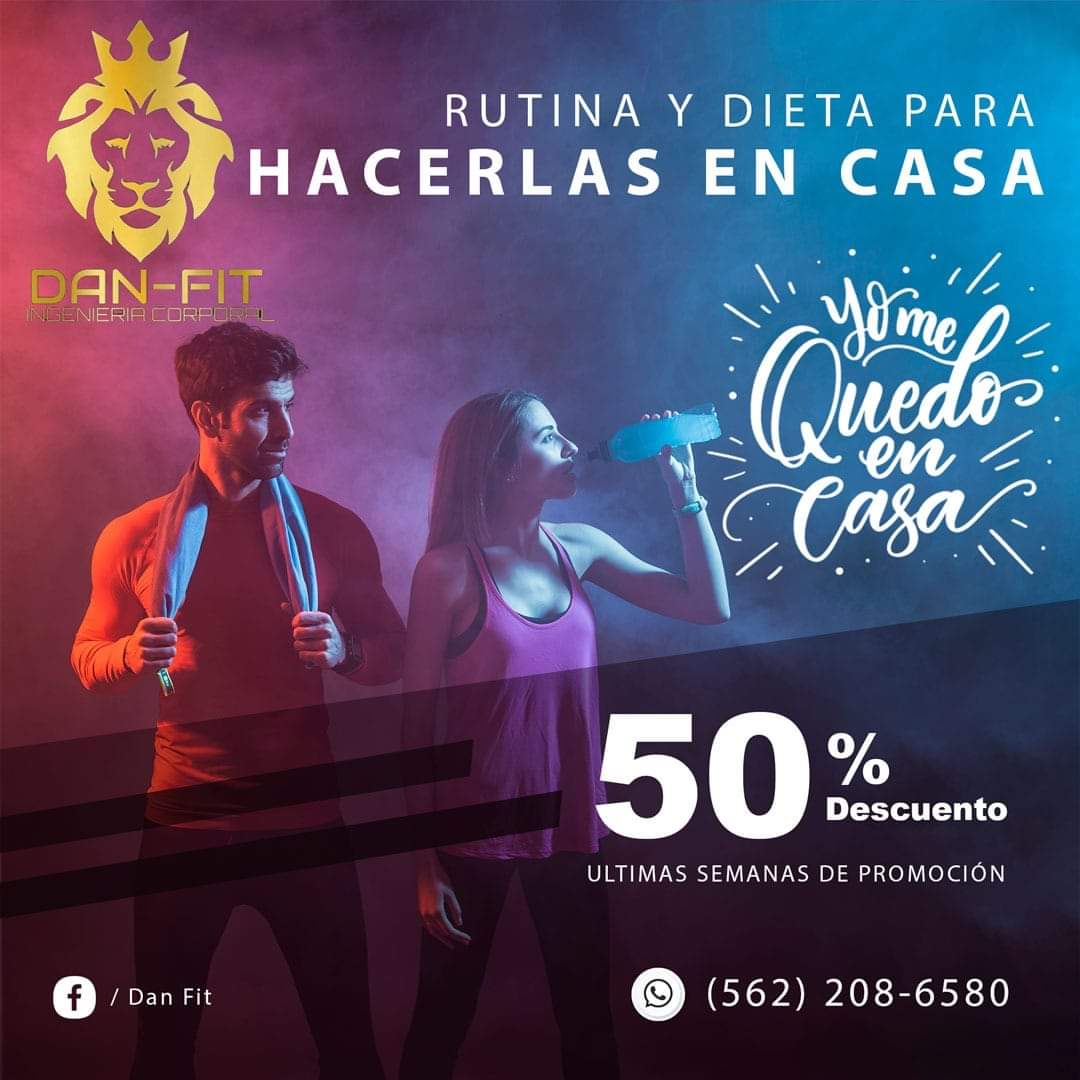 RUTINA Y DIETA PARA
HACERLAS EN CASA
DAN-FIT
INGENIERIA CORPORAL
Yo me
Quedo
en
Casa
50%
Descuento
ULTIMAS SEMANAS DE PROMOCIÓN
/ Dan Fit
(562) 208-6580